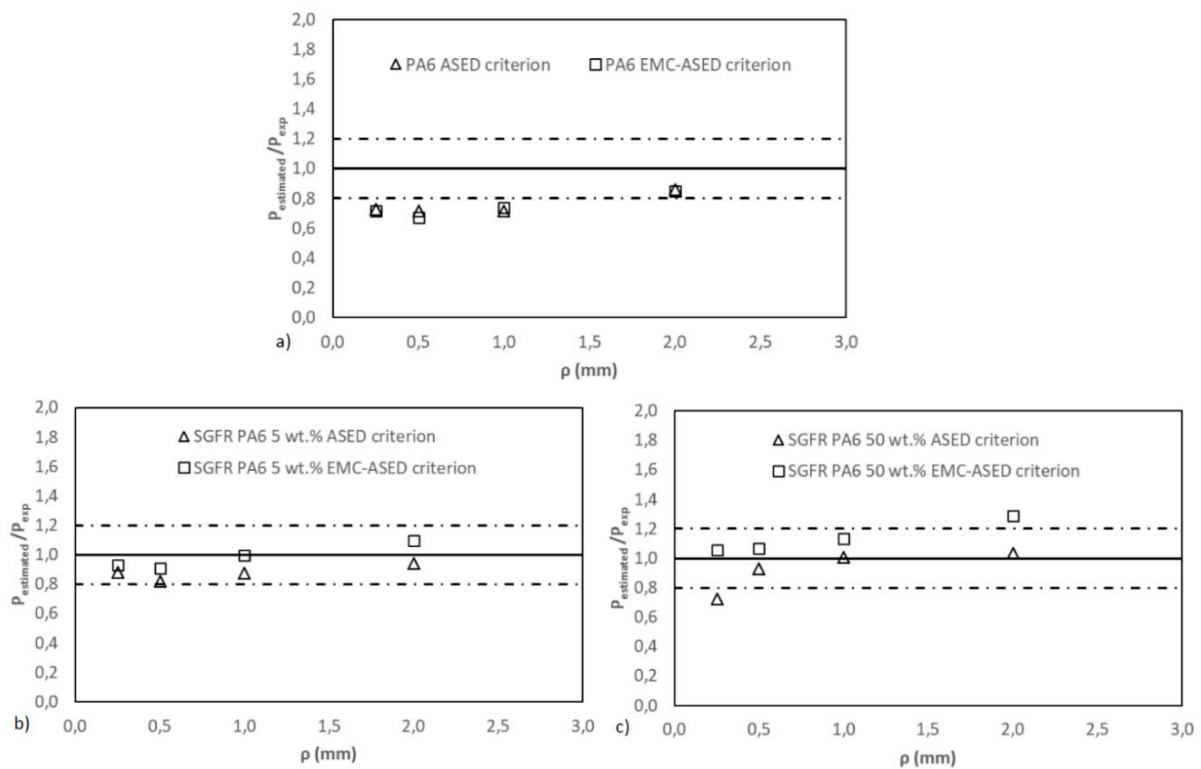 2,0
1,8
△ PA6 ASED criterion □ PA6 EMC-ASED criterion
1,6
1,4
1,2
1,0
0,8
0,6
0,4
0,2
0,0
P estimated /P exp
0,0 0,5 1,0 1,5 2,0 2,5 3,0
a)
ρ (mm)
2,0
1,8
△ SGFR PA6 5 wt.% ASED criterion
1,6
□ SGFR PA6 5 wt.% EMC-ASED criterion
1,4
1,2
1,0
0,8
0,6
0,4
0,2
0,0
P estimated /P exp
0,0 0,5 1,0 1,5 2,0 2,5 3,0
b)
ρ (mm)
2,0
1,8
△ SGFR PA6 50 wt.% ASED criterion
1,6
□ SGFR PA6 50 wt.% EMC-ASED criterion
1,4
1,2
1,0
0,8
0,6
0,4
0,2
0,0
P estimated /P exp
0,0 0,5 1,0 1,5 2,0 2,5 3,0
c)
ρ (mm)